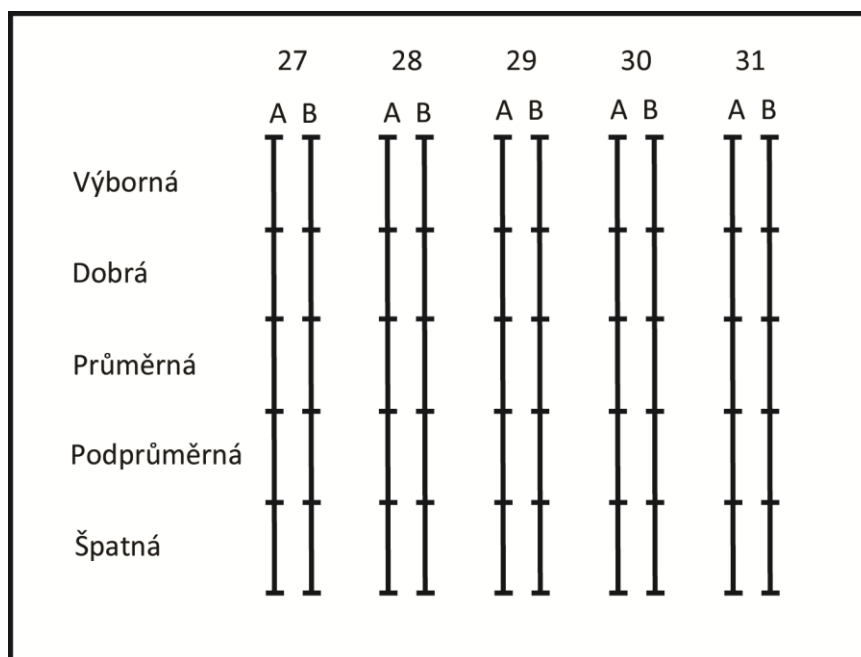 27 28 29 30 31
A B A B A B A B A B
Výborná
Dobrá
Průměrná
Podprůměrná
Špatná